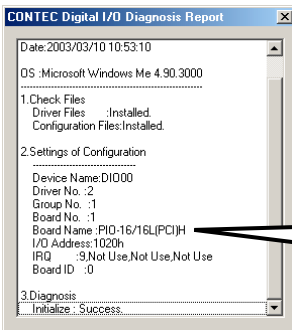 CONTEC Digital I/O Diagnosis Report
Date:2003/03/10 10:53:10
OS :Microsoft Windows Me 4.90.3000
1.Check Files
Driver Files :Installed.
Configuration Files:Installed.
2.Settings of Configuration
Device Name:DIO00
Driver No. :2
Group No. :1
Board No. :1
Board Name :PIO-16/16L(PCI)H
I/O Address:1020h
IRQ :9,Not Use,Not Use,Not Use
Board ID :0
3.Diagnosis
Initialize : Success.